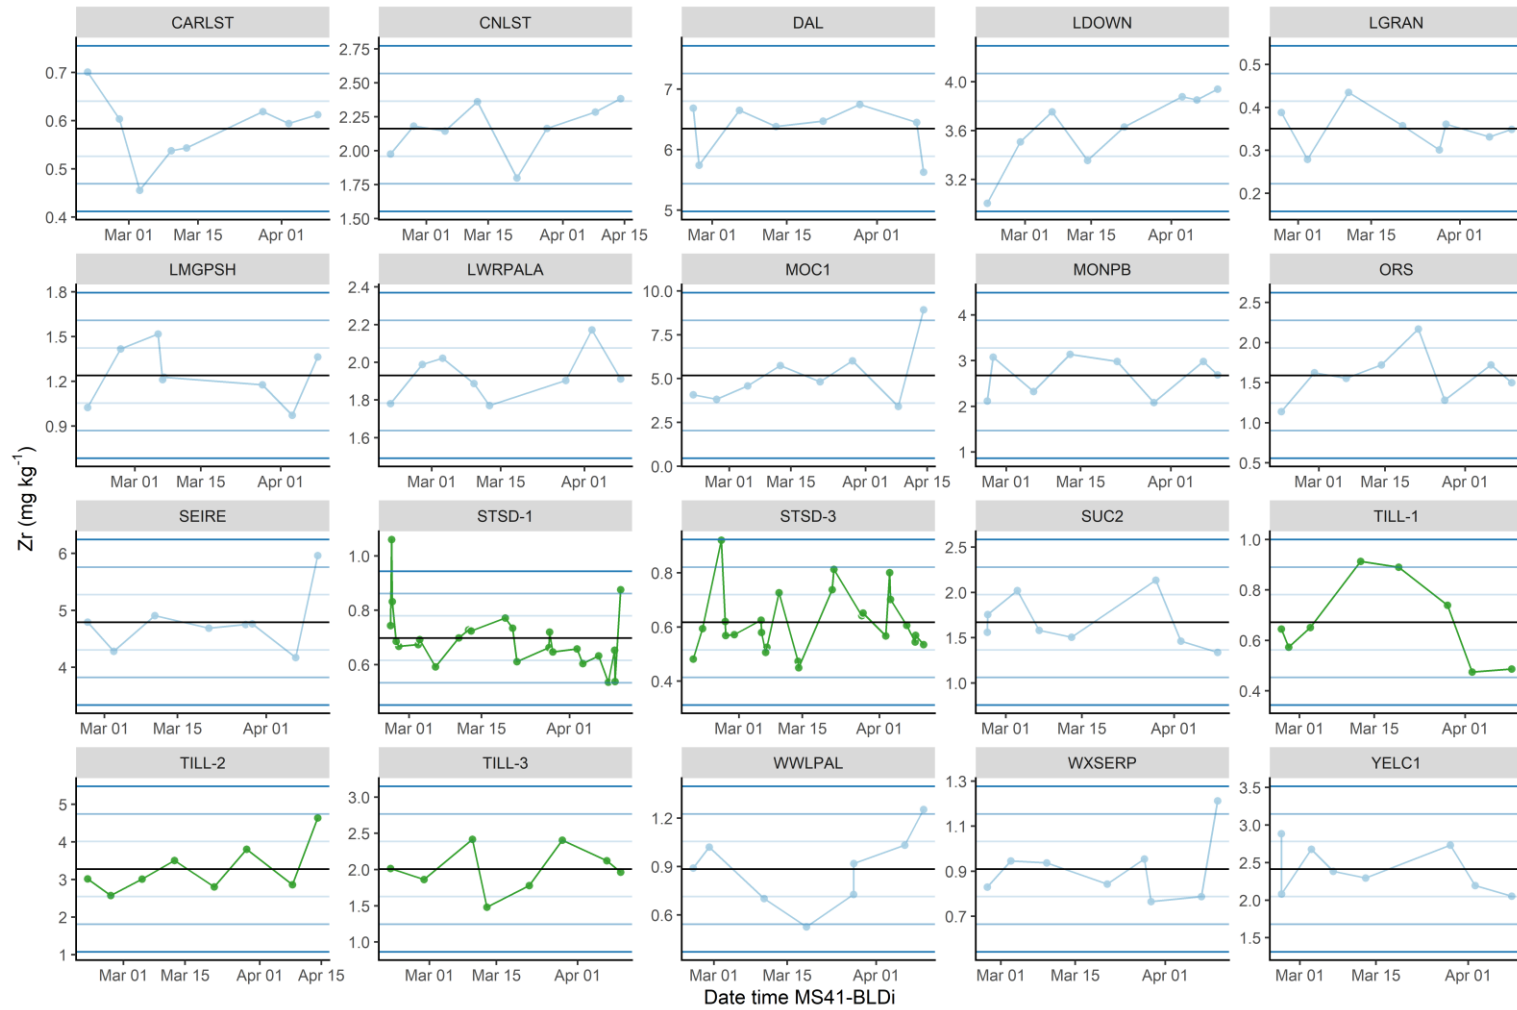 CARLST CNLST DAL LDOWN LGRAN
0.7 0.6 0.5 0.4
2.75 2.50 2.25 2.00 1.75 1.50
7 6 5
4.0 3.6 3.2
0.5 0.4 0.3 0.2
Mar 01 Mar 15 Apr 01
Mar 01 Mar 15 Apr 01 Apr 15
Mar 01 Mar 15 Apr 01
Mar 01 Mar 15 Apr 01
Mar 01 Mar 15 Apr 01
LMGPSH LWRPALA MOC1 MONPB ORS
1.8 1.5 1.2 0.9
2.4 2.2 2.0 1.8 1.6
10.0 7.5 5.0 2.5 0.0
4 3 2 1
2.5 2.0 1.5 1.0 0.5
Mar 01 Mar 15 Apr 01
Mar 01 Mar 15 Apr 01
Mar 01 Mar 15 Apr 01 Apr 15
Mar 01 Mar 15 Apr 01
Mar 01 Mar 15 Apr 01
Zr (mg kg⁻¹)
SEIRE STSD-1 STSD-3 SUC2 TILL-1
6 5 4
1.0 0.8 0.6
0.8 0.6 0.4
2.5 2.0 1.5 1.0
1.0 0.8 0.6 0.4
Mar 01 Mar 15 Apr 01
Mar 01 Mar 15 Apr 01
Mar 01 Mar 15 Apr 01
Mar 01 Mar 15 Apr 01
Mar 01 Mar 15 Apr 01
TILL-2 TILL-3 WWLPAL WXSERP YELC1
5 4 3 2 1
3.0 2.5 2.0 1.5 1.0
1.2 0.9 0.6
1.3 1.1 0.9 0.7
3.5 3.0 2.5 2.0 1.5
Mar 01 Mar 15 Apr 01 Apr 15
Mar 01 Mar 15 Apr 01
Mar 01 Mar 15 Apr 01
Mar 01 Mar 15 Apr 01
Mar 01 Mar 15 Apr 01
Date time MS41-BLDi